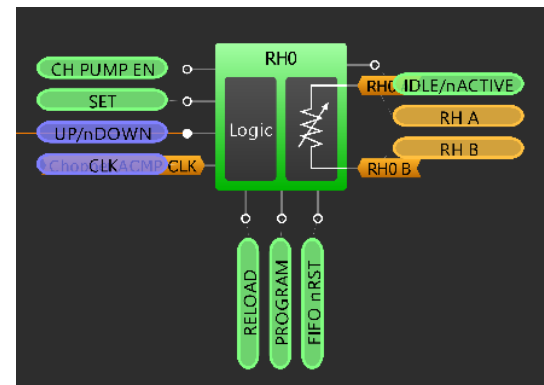 RH0
CH PUMP EN
SET
UP/nDOWN
CLK
ACMP CLK
Logic
IDLE/nACTIVE
RH A
RH B
RH0 B
RELOAD
PROGRAM
FIFO nRST